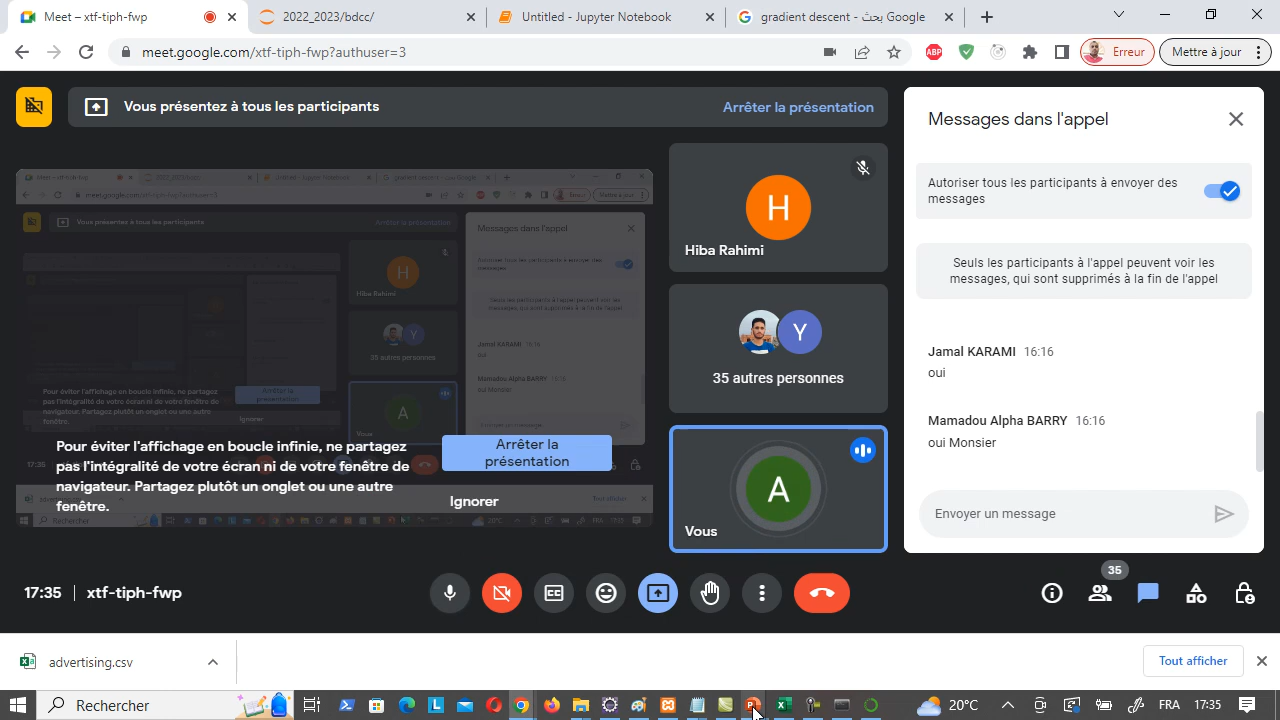 Meet – xtf-tiph-fwp
2022_2023/bdcc/
Untitled - Jupyter Notebook
gradient descent - بحث Google
meet.google.com/xtf-tiph-fwp?authuser=3
ABP
Erreur
Mettre à jour
Vous présentez à tous les participants
Arrêter la présentation
Messages dans l'appel
Autoriser tous les participants à envoyer des
messages
Seuls les participants à l'appel peuvent voir les
messages, qui sont supprimés à la fin de l'appel
Jamal KARAMI 16:16
oui
Mamadou Alpha BARRY 16:16
oui Monsier
Envoyer un message
H
Hiba Rahimi
Y
35 autres personnes
A
Vous
Pour éviter l'affichage en boucle infinie, ne partagez
pas l'intégralité de votre écran ni de votre fenêtre de
navigateur. Partagez plutôt un onglet ou une autre
fenêtre.
Arrêter la
présentation
Ignorer
17:35 | xtf-tiph-fwp
35
advertising.csv
Tout afficher
Rechercher
20°C
FRA
17:35